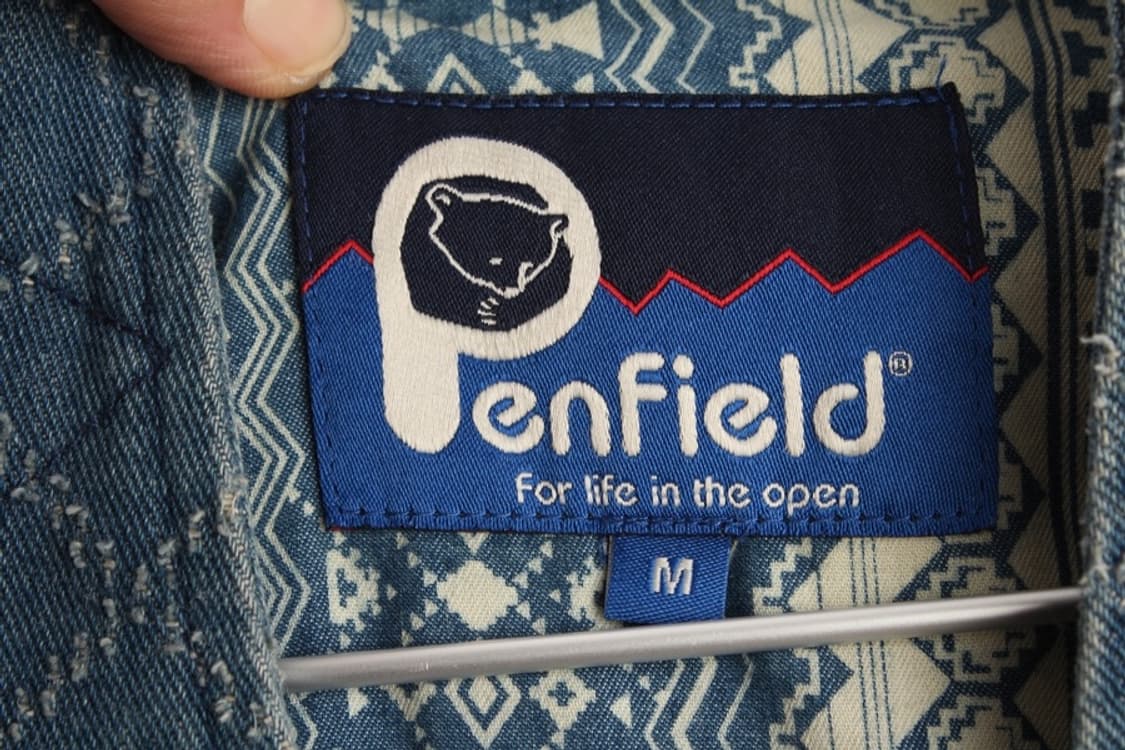 Penfield®
For life in the open
M